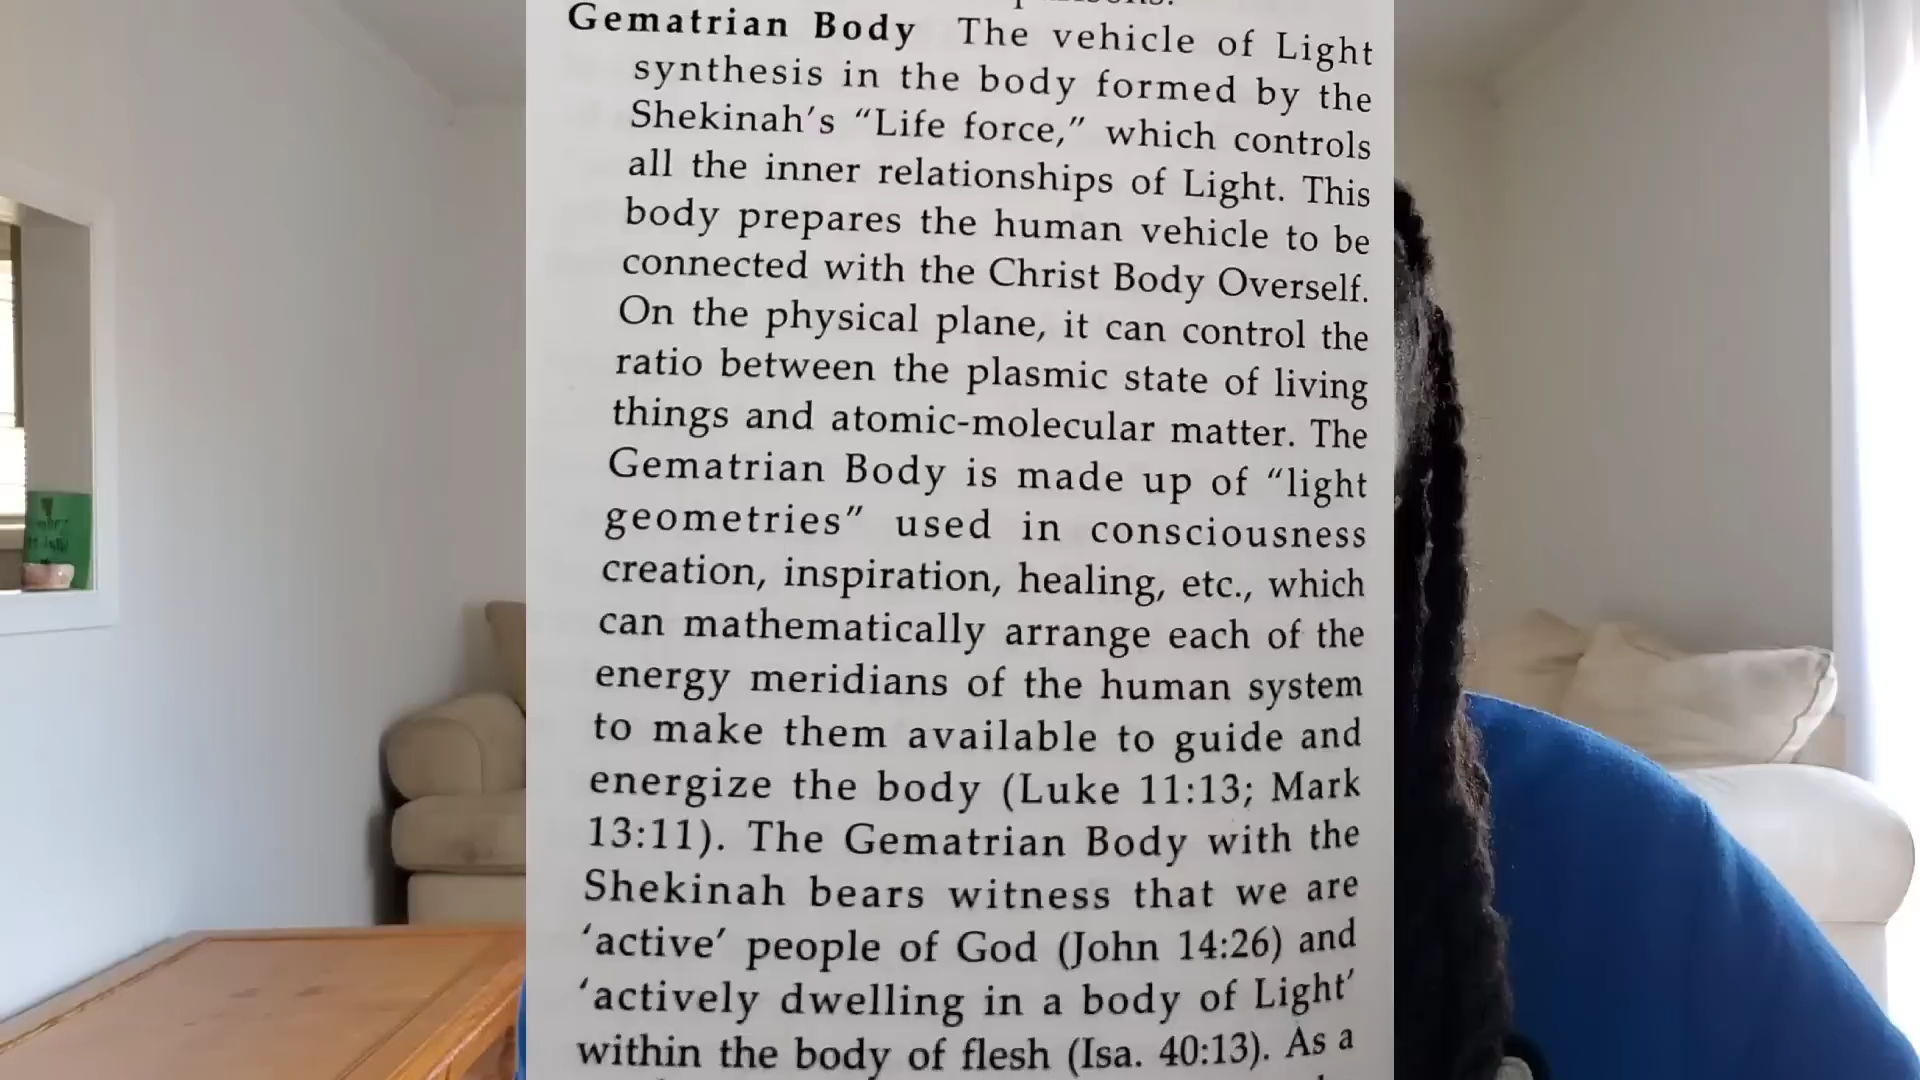 Gematrian Body The vehicle of Light
synthesis in the body formed by the
Shekinah's “Life force,” which controls
all the inner relationships of Light. This
body prepares the human vehicle to be
connected with the Christ Body Overself.
On the physical plane, it can control the
ratio between the plasmic state of living
things and atomic-molecular matter. The
Gematrian Body is made up of “light
geometries” used in consciousness
creation, inspiration, healing, etc., which
can mathematically arrange each of the
energy meridians of the human system
to make them available to guide and
energize the body (Luke 11:13; Mark
13:11). The Gematrian Body with the
Shekinah bears witness that we are
‘active’ people of God (John 14:26) and
‘actively dwelling in a body of Light’
within the body of flesh (Isa. 40:13). As a